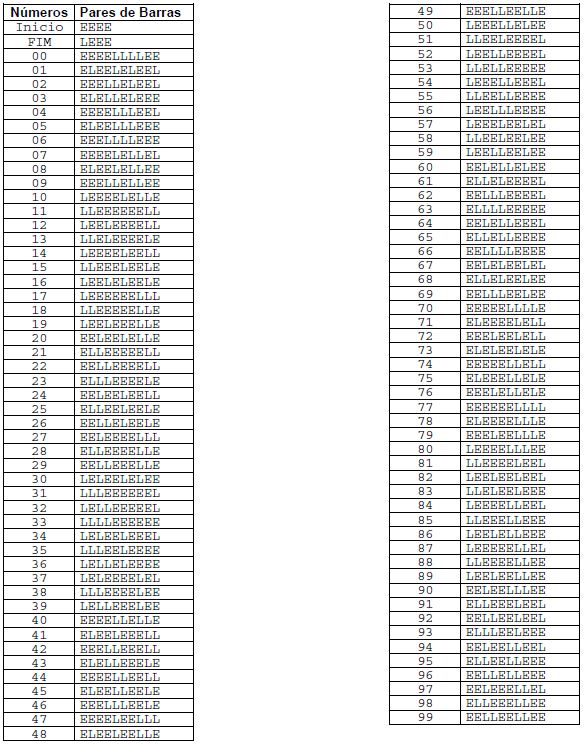 Números Pares de Barras
Inicio EEEE
FIM LEEE
00 EEEELLLLEE
01 ELEELELEEL
02 EEELLELEEL
03 ELELLELEEE
04 EEEELLLEEL
05 ELEELLLEEE
06 EEELLLLEEE
07 EEEELELLEL
08 ELEELELLEE
09 EEELLELLEE
10 LEEEELELLE
11 LLEEEEEELL
12 LEELEEEELL
13 LLELEEEELE
14 LEEEELEELL
15 LLEEELEELE
16 LEELELEELE
17 LEEEEEELLL
18 LLEEEEELLE
19 LEELEEELLE
20 EELEELELLE
21 ELLEEEEELL
22 EELLEEEELL
23 ELLLEEEELE
24 EELEELEELL
25 ELLEELEELE
26 EELLELEELE
27 EELEEEELLL
28 ELLEEEELLE
29 EELLEEELLE
30 LELEELELEE
31 LLLEEEEEEL
32 LELLEEEEEL
33 LLLLEEEEEE
34 LELEELEEEL
35 LLLEELEEEE
36 LELLELEEEE
37 LELEEEELEL
38 LLLEEEELEE
39 LELLEEELEE
40 EEEELLELLE
41 ELEELEEELL
42 EEELLEEELL
43 ELELLEEELE
44 EEEELLEELL
45 ELEELLEELE
46 EEELLLEELE
47 EEEELEELLL
48 ELEELEELLE
49 EEELLEELLE
50 LEEELLELEE
51 LLEELEEEEL
52 LEELLEEEEL
53 LLELLEEEEE
54 LEEELLEEEL
55 LLEELLEEEE
56 LEELLLEEEE
57 LEEELEELEL
58 LLEELEELEE
59 LEELLEELEE
60 EELELLELEE
61 ELLELEEEEL
62 EELLLEEEEL
63 ELLLLEEEEE
64 EELELLEEEL
65 ELLELLEEEE
66 EELLLLEEEE
67 EELELEELEL
68 ELLELEELEE
69 EELLLEELEE
70 EEEEELLLLE
71 ELEEEELELL
72 EEELEELELL
73 ELELEELELE
74 EEEEELLELL
75 ELEEELLELE
76 EEELELLELE
77 EEEEEELLLL
78 ELEEEELLLE
79 EEELEELLLE
80 LEEEELLLEE
81 LLEEEELEEL
82 LEELEELEEL
83 LLELEELEEE
84 LEEEELLEEL
85 LLEEELLEEE
86 LEELELLEEE
87 LEEEEELLEL
88 LLEEEELLEE
89 LEELEELLEE
90 EELEELLLEE
91 ELLEEELEEL
92 EELLEELEEL
93 ELLLEELEEE
94 EELEELLEEL
95 ELLEELLEEE
96 EELLELLEEE
97 EELEEELLEL
98 ELLEEELLEE
99 EELLEELLEE